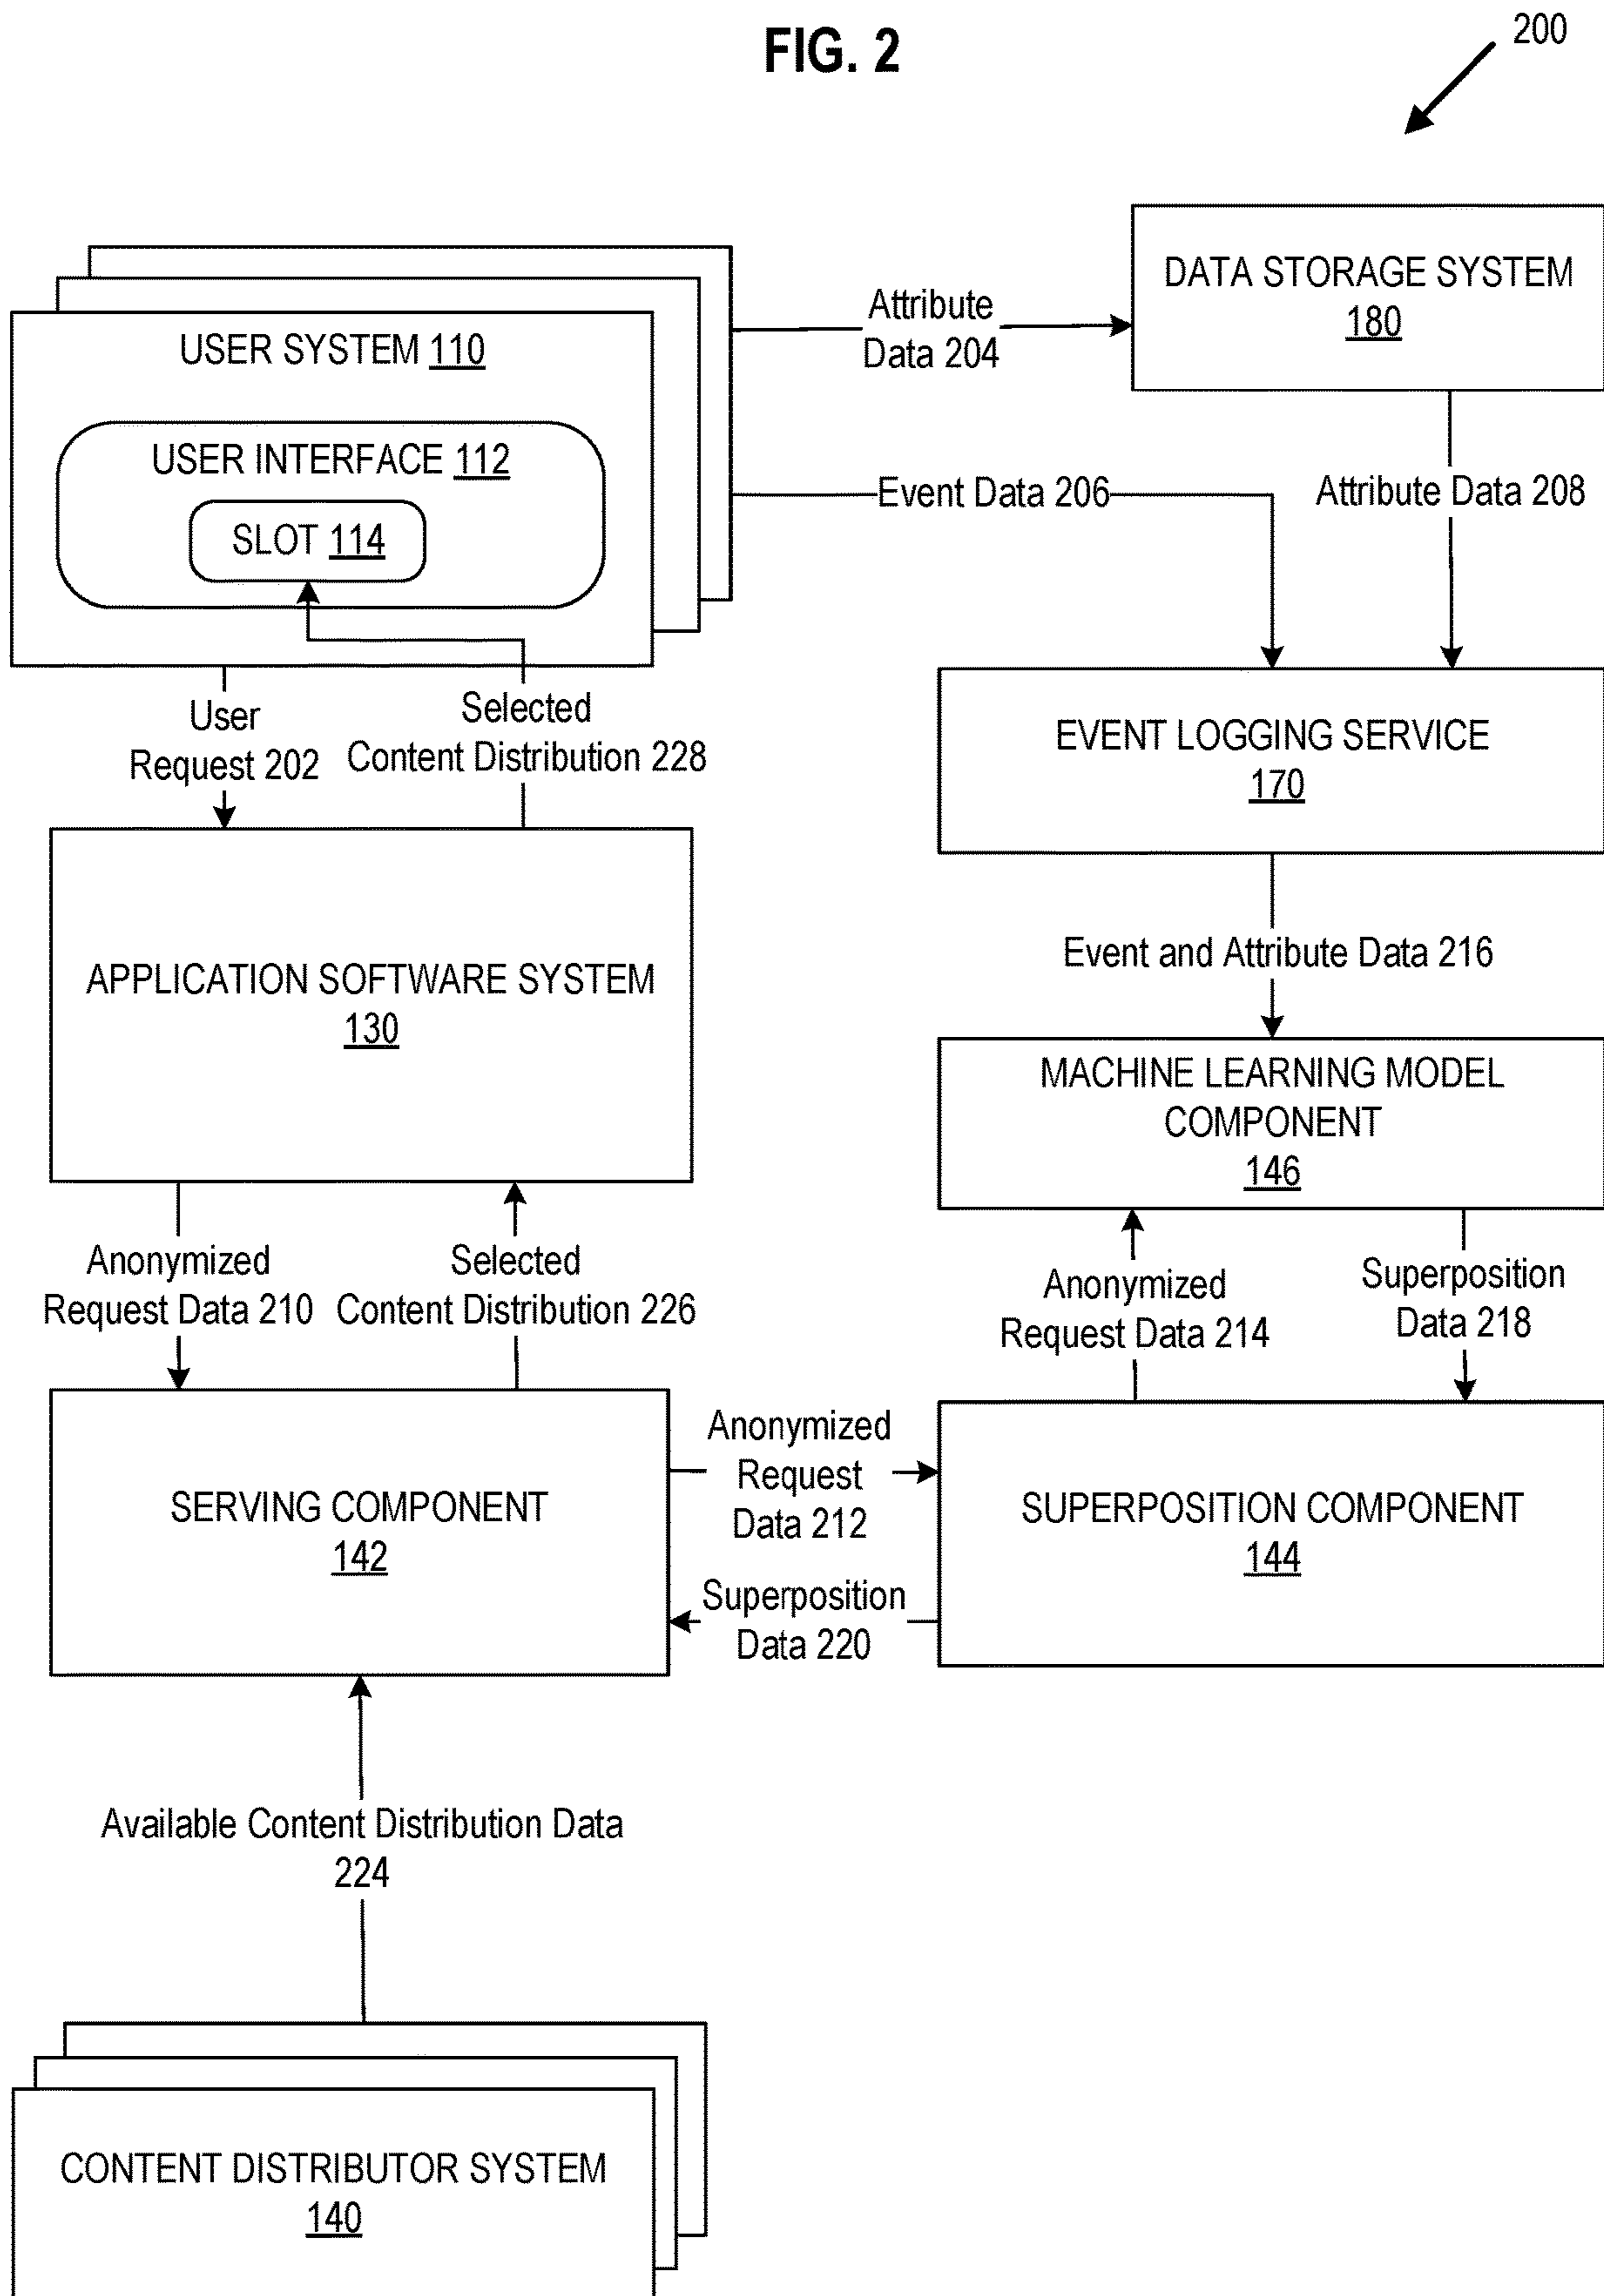 FIG. 2
200
DATA STORAGE SYSTEM
180
Attribute
Data 204
USER SYSTEM 110
USER INTERFACE 112
SLOT 114
Event Data 206
Attribute Data 208
User
Request 202
Selected
Content Distribution 228
EVENT LOGGING SERVICE
170
APPLICATION SOFTWARE SYSTEM
130
Event and Attribute Data 216
MACHINE LEARNING MODEL
COMPONENT
146
Anonymized
Request Data 210
Selected
Content Distribution 226
Anonymized
Request Data 214
Superposition
Data 218
SERVING COMPONENT
142
Anonymized
Request
Data 212
Superposition
Data 220
SUPERPOSITION COMPONENT
144
Available Content Distribution Data
224
CONTENT DISTRIBUTOR SYSTEM
140